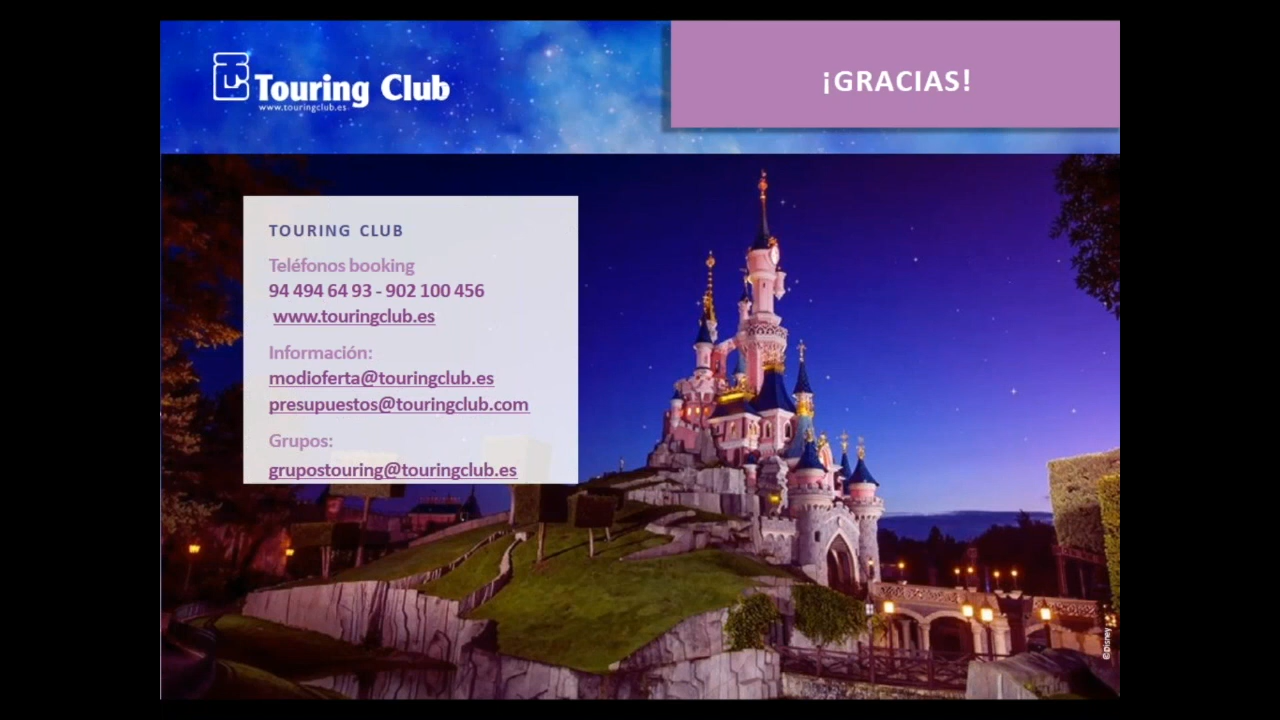 Touring Club
www.touringclub.es
¡GRACIAS!
TOURING CLUB
Teléfonos booking
94 494 64 93 - 902 100 456
www.touringclub.es
Información:
modioferta@touringclub.es
presupuestos@touringclub.com
Grupos:
grupostouring@touringclub.es
©Disney